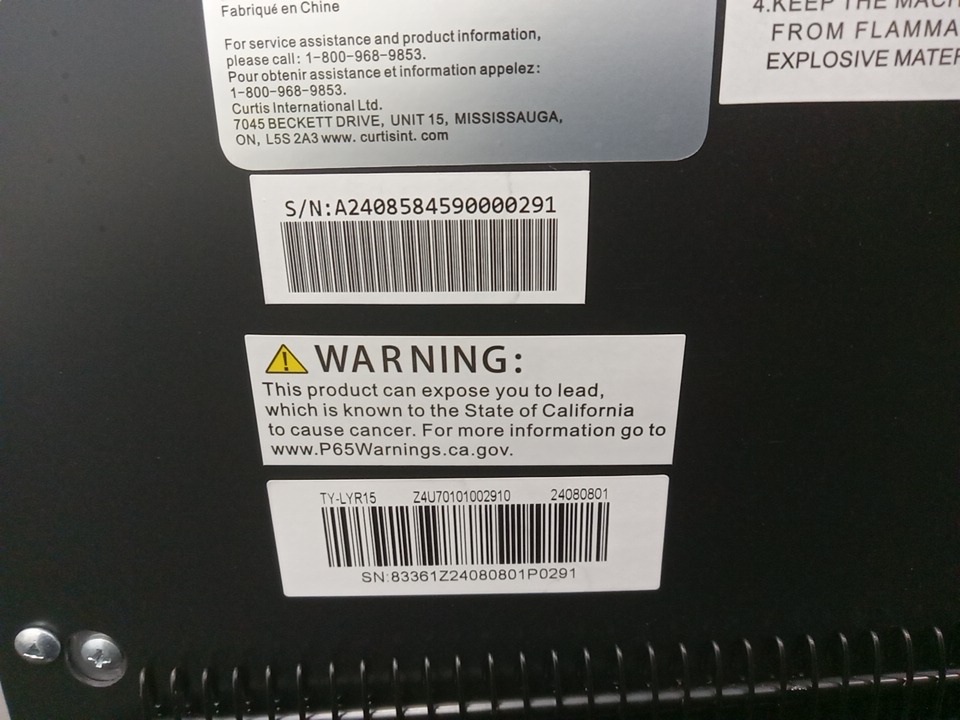 Fabriqué en Chine
For service assistance and product information,
please call: 1-800-968-9853.
Pour obtenir assistance et information appelez:
1-800-968-9853.
Curtis International Ltd.
7045 BECKETT DRIVE, UNIT 15, MISSISSAUGA,
ON, L5S 2A3 www. curtisint. com
4.KEEP THE
FROM
EXPLOSIVE
S/N:A2408584590000291
WARNING:
This product can expose you to lead,
which is known to the State of California
to cause cancer. For more information go to
www.P65Warnings.ca.gov.
TY-LYR15 Z4U70101002910 24080801
SN:83361Z24080801P0291